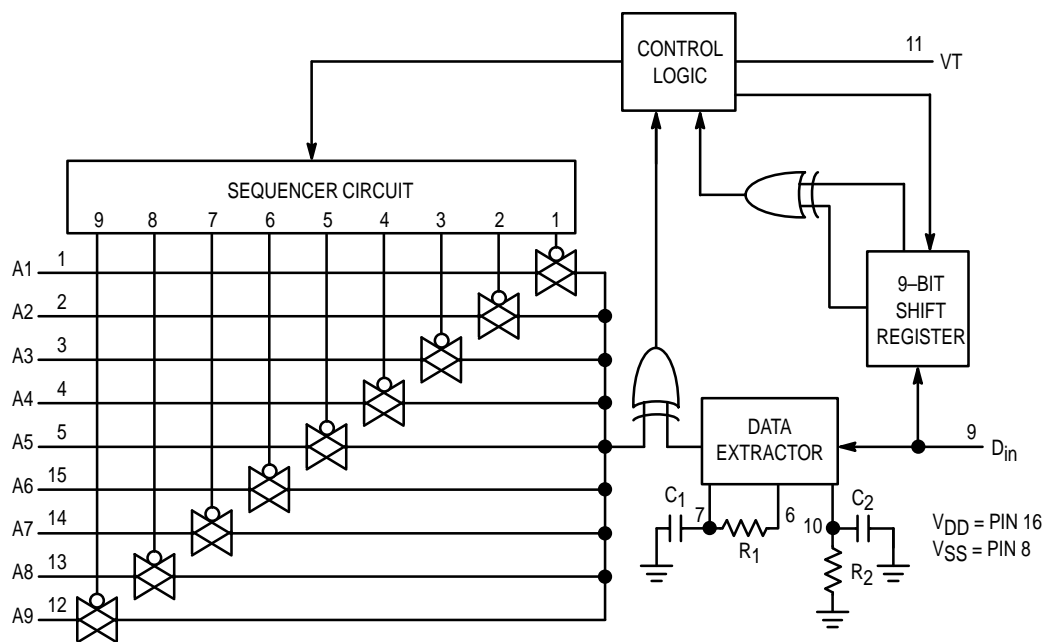 CONTROL
LOGIC
11
VT
SEQUENCER CIRCUIT
9 8 7 6 5 4 3 2 1
A1 1
A2 2
A3 3
A4 4
A5 5
A6 15
A7 14
A8 13
A9 12
9–BIT
SHIFT
REGISTER
DATA
EXTRACTOR
9
Din
C1
7
R1
6
10
C2
R2
VDD = PIN 16
VSS = PIN 8